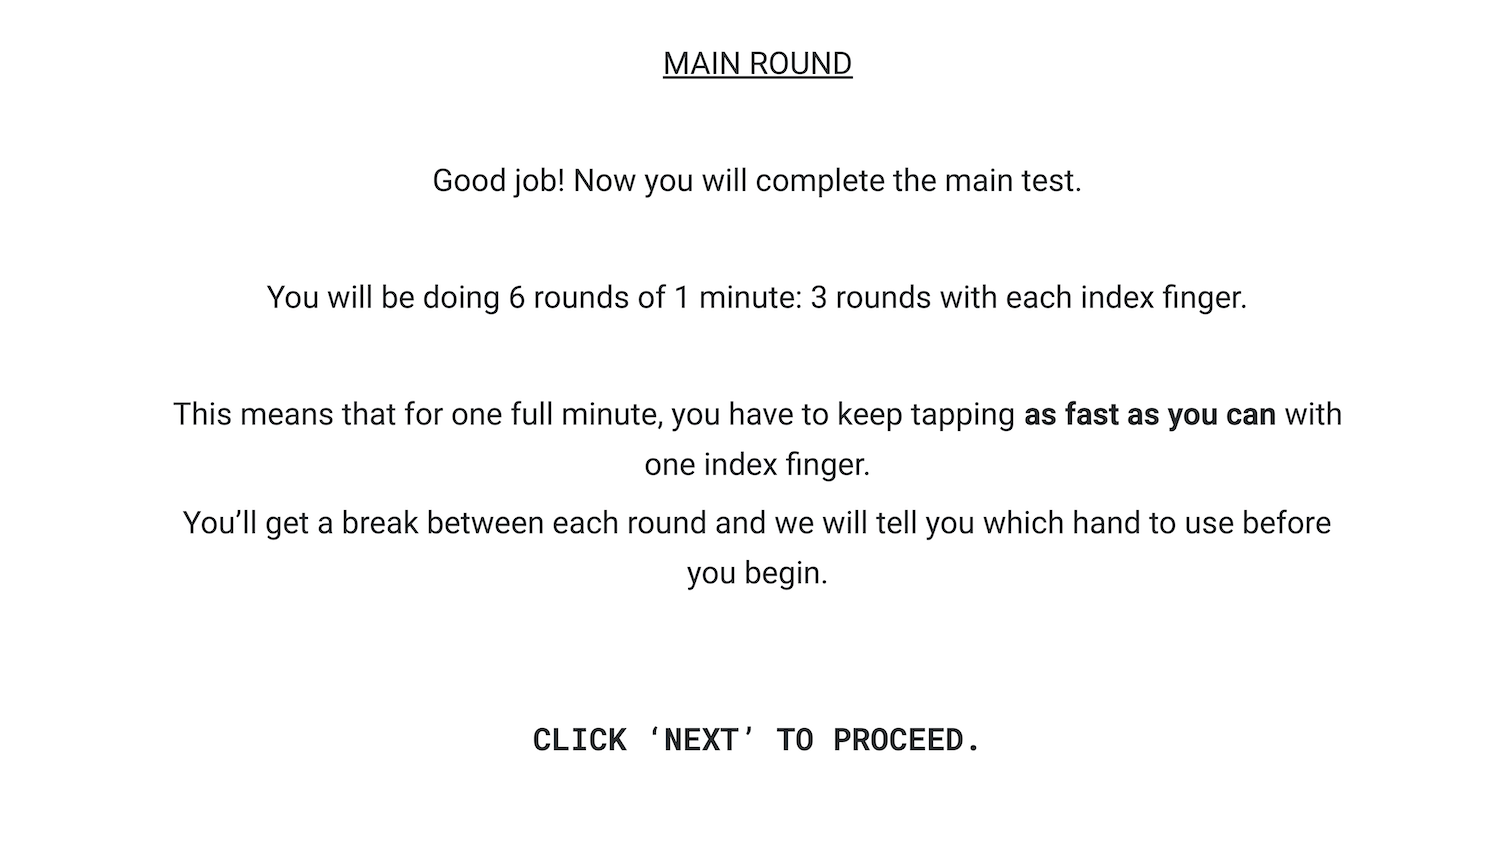 MAIN ROUND
Good job! Now you will complete the main test.
You will be doing 6 rounds of 1 minute: 3 rounds with each index finger.
This means that for one full minute, you have to keep tapping as fast as you can with
one index finger.
You’ll get a break between each round and we will tell you which hand to use before
you begin.
CLICK ‘NEXT’ TO PROCEED.